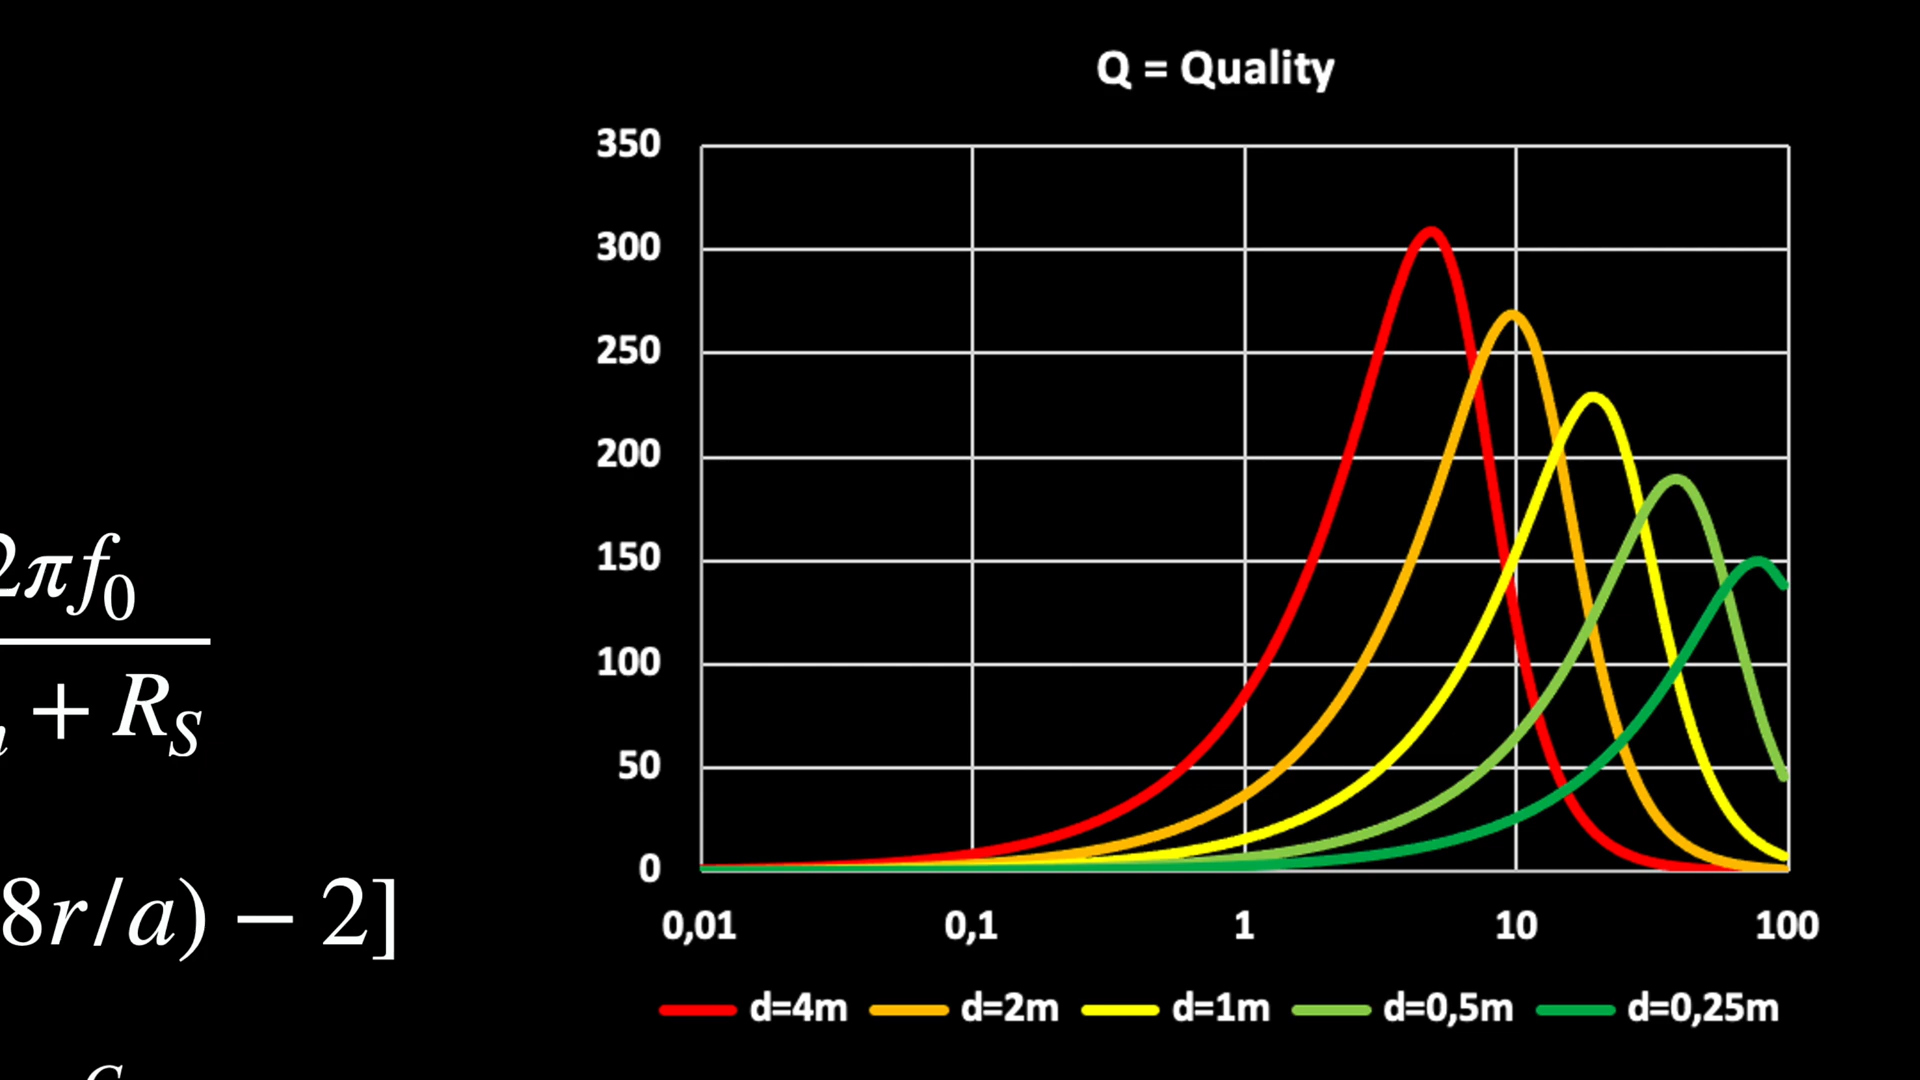 Q = Quality
350
300
250
200
150
100
50
0
0,01 0,1 1 10 100
d=4m d=2m d=1m d=0,5m d=0,25m
2πf₀
+ R_S
8r/a) − 2]